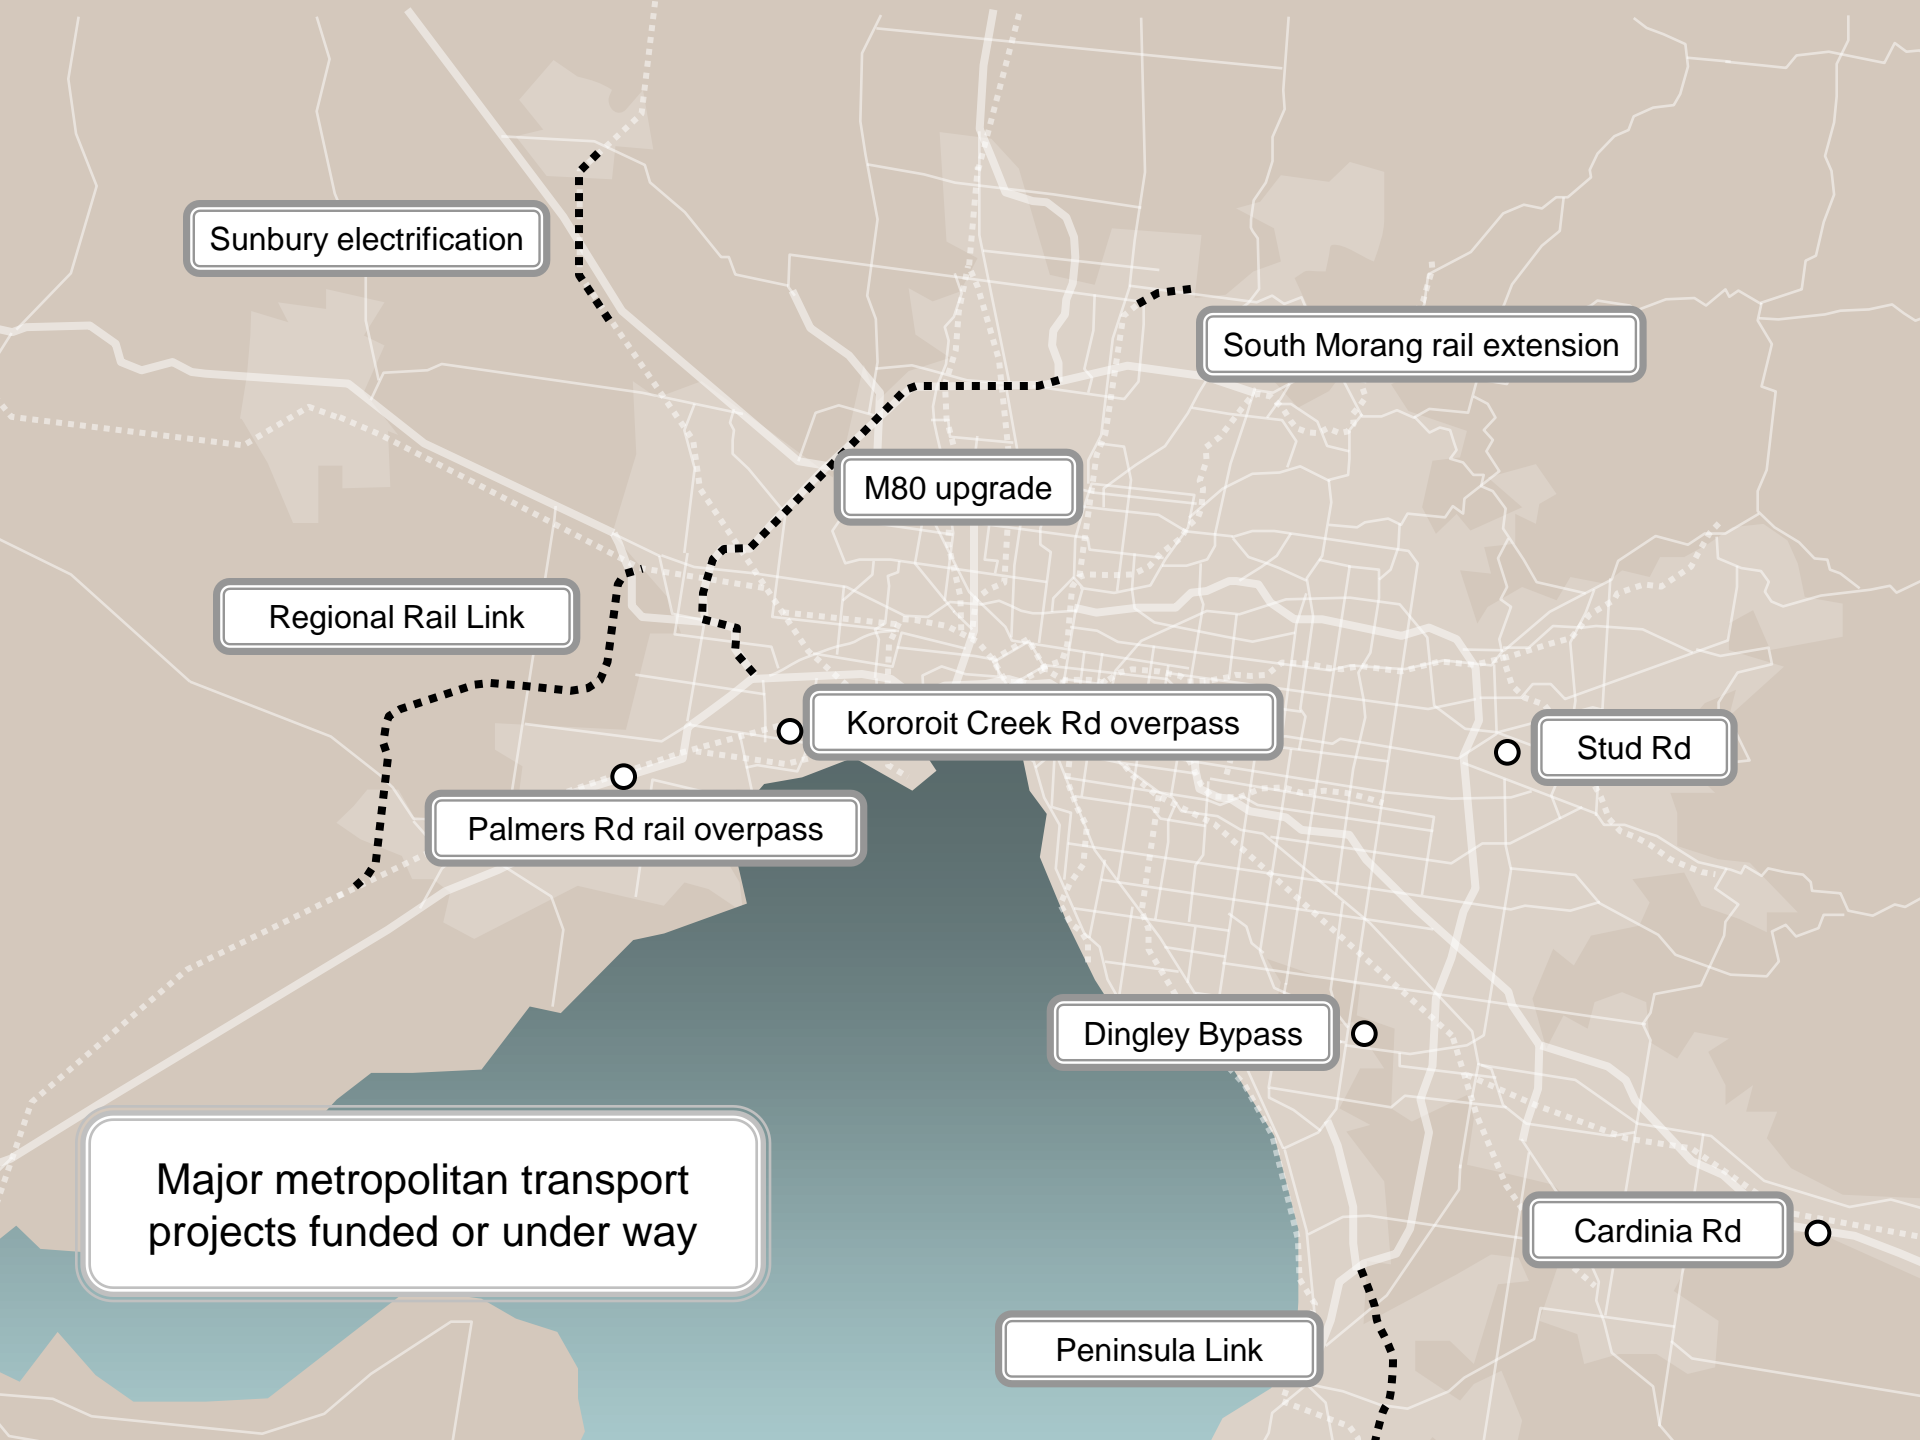 Sunbury electrification
South Morang rail extension
M80 upgrade
Regional Rail Link
Kororoit Creek Rd overpass
Stud Rd
Palmers Rd rail overpass
Dingley Bypass
Major metropolitan transport
projects funded or under way
Cardinia Rd
Peninsula Link